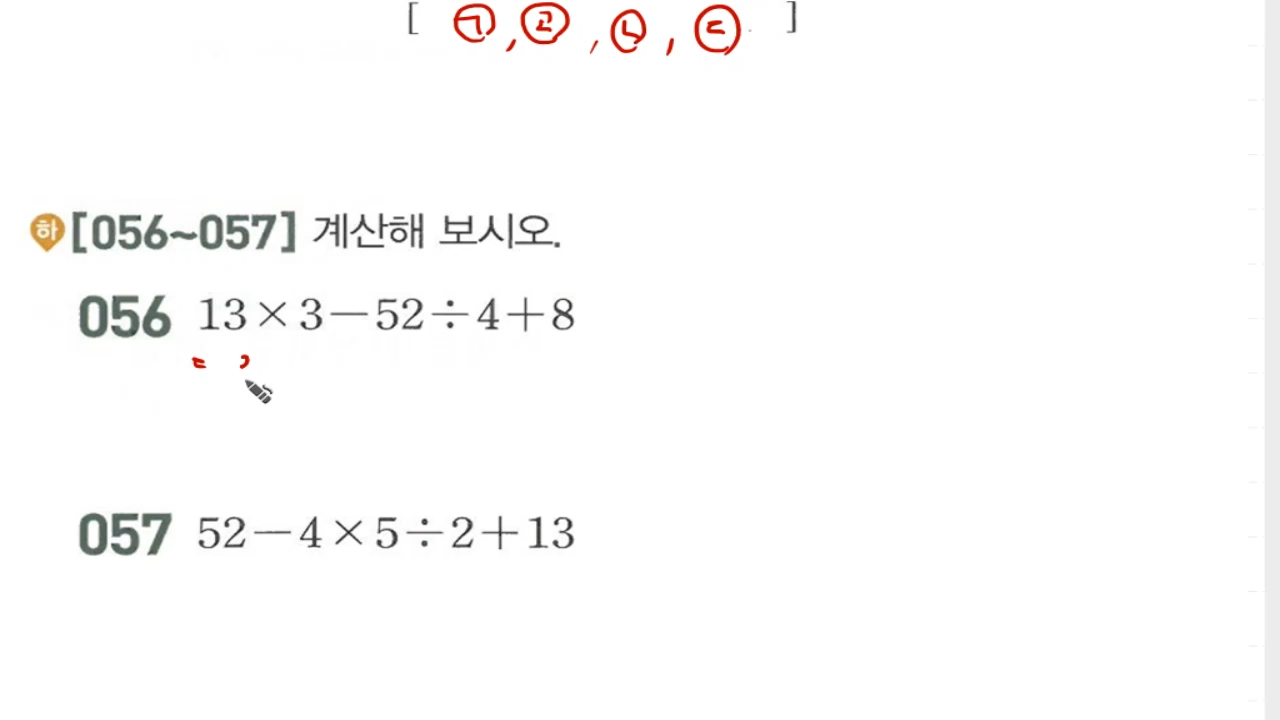 [ ㉠, ㉣, ㉡, ㉢ ]
하 [056~057] 계산해 보시오.
056 13×3-52÷4+8
=
057 52-4×5÷2+13